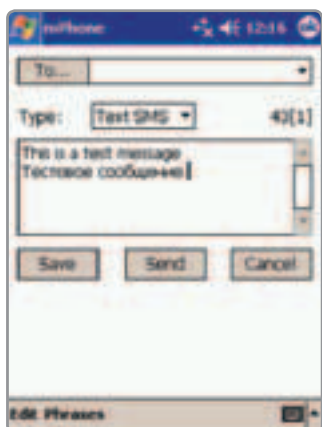 miPhone 12:16
To...
Type: Text SMS 42[1]
This is a test message
Тестовое сообщение
Save Send Cancel
Edit Phrases